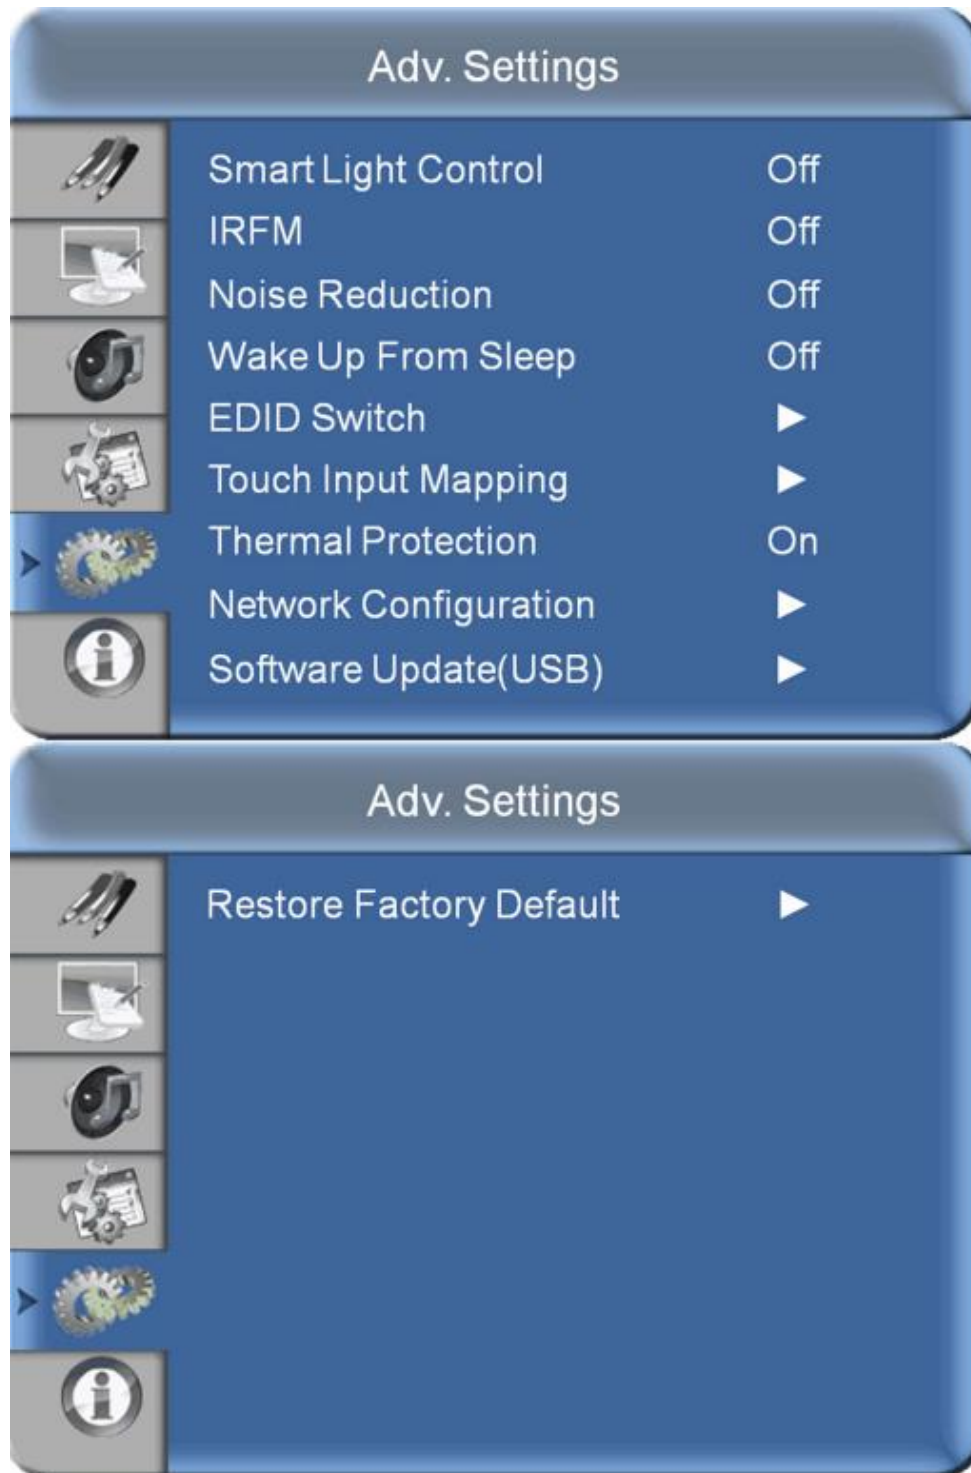 Adv. Settings
Smart Light Control Off
IRFM Off
Noise Reduction Off
Wake Up From Sleep Off
EDID Switch ▶
Touch Input Mapping ▶
Thermal Protection On
Network Configuration ▶
Software Update(USB) ▶
Adv. Settings
Restore Factory Default ▶